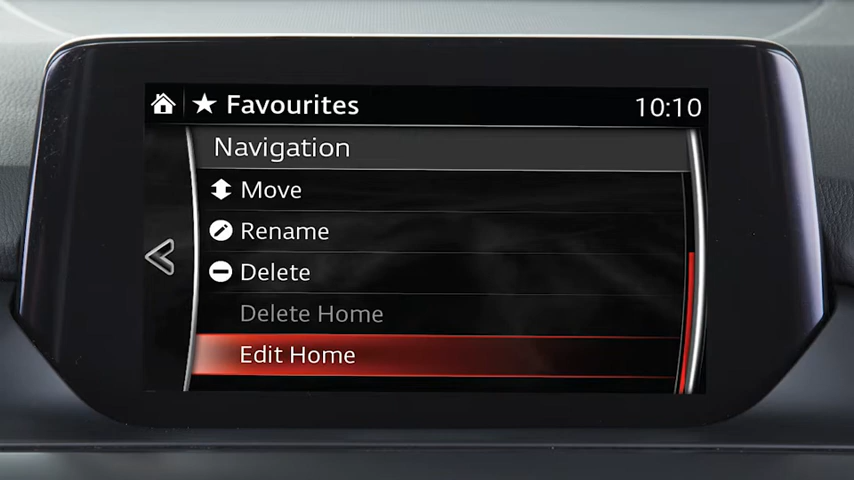 Favourites 10:10
Navigation
Move
Rename
Delete
Delete Home
Edit Home